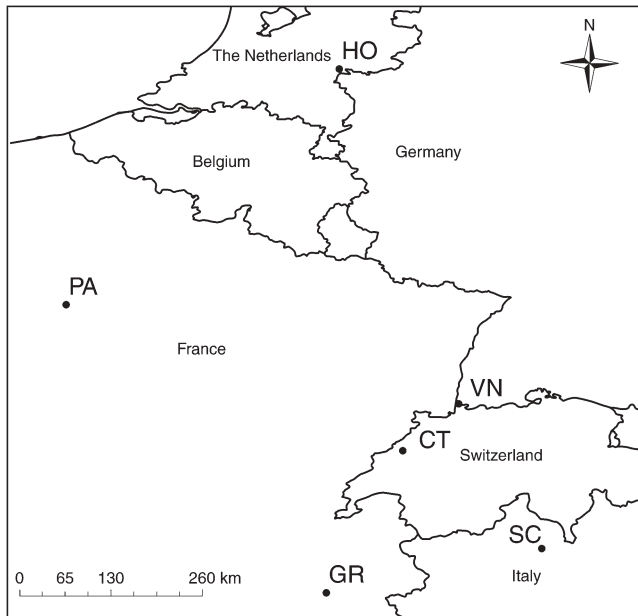 N
The Netherlands HO
Belgium
Germany
PA
France
VN
CT
Switzerland
SC
GR
Italy
0 65 130 260 km